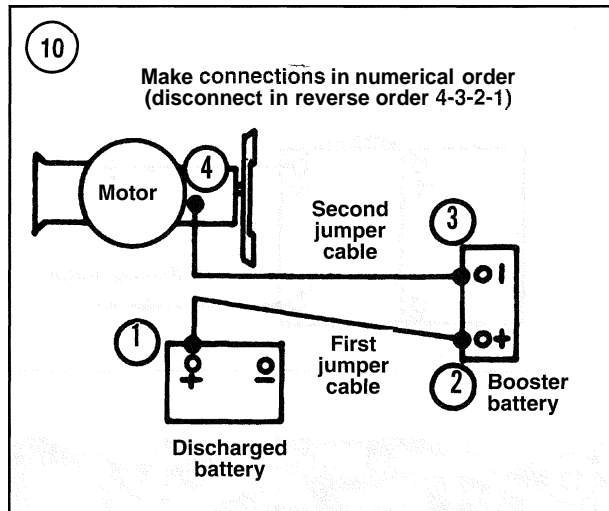 10
Make connections in numerical order
(disconnect in reverse order 4-3-2-1)
4
Motor
Second
jumper
cable
3
1
First
jumper
cable
2
Booster
battery
+
−
I
+
Discharged
battery